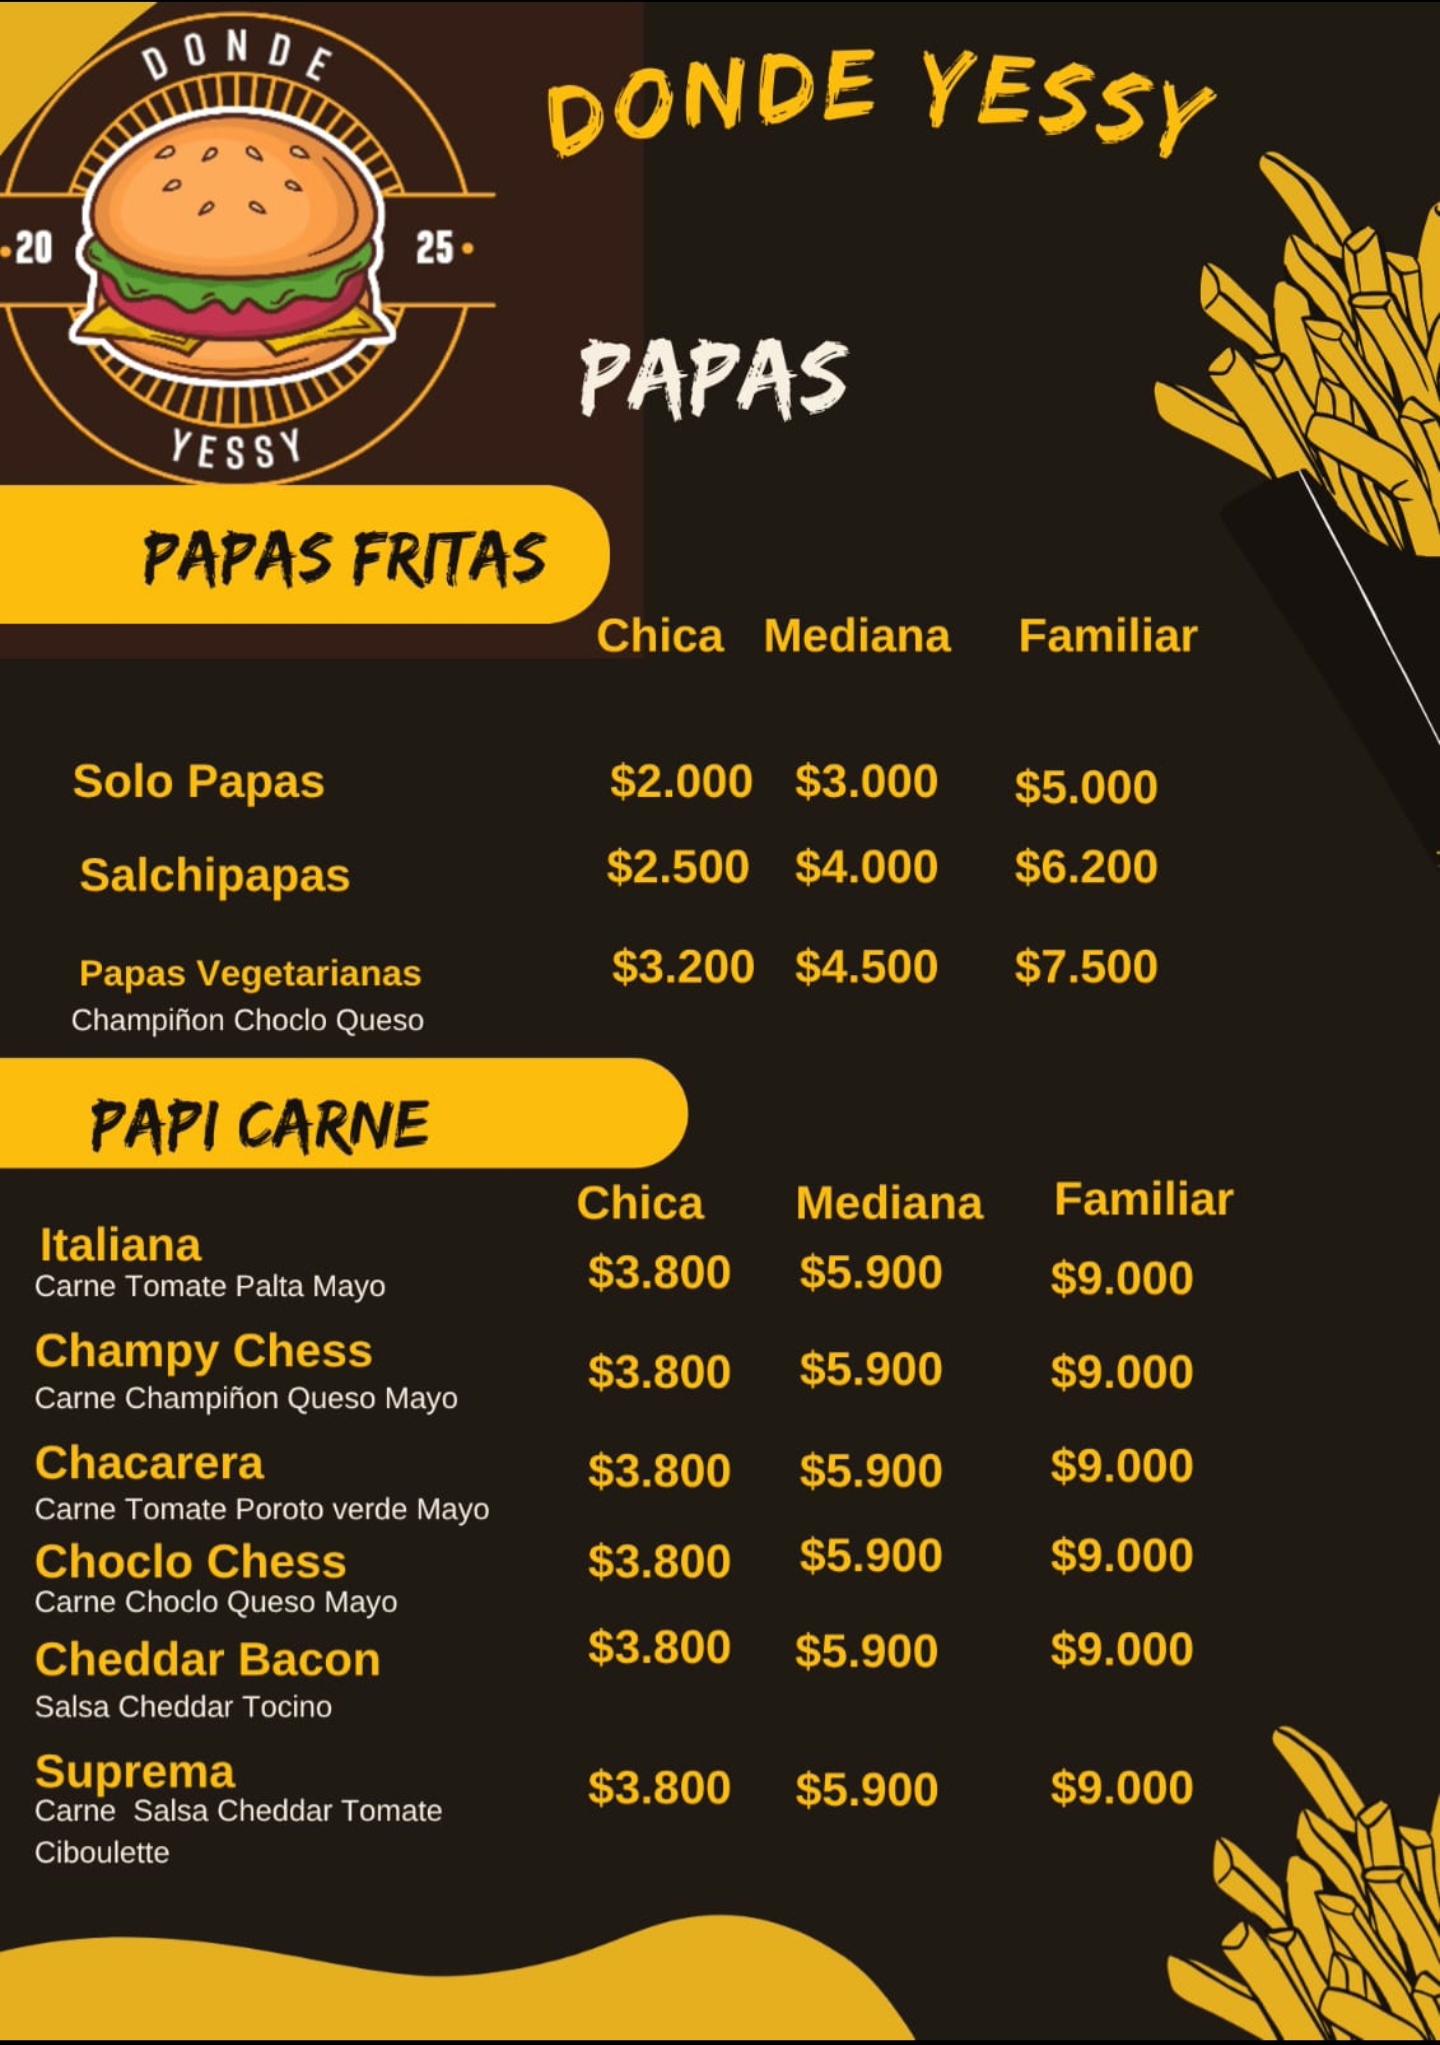 DONDE
20 25
YESSY
DONDE YESSY
PAPAS
PAPAS FRITAS
Chica Mediana Familiar
Solo Papas $2.000 $3.000 $5.000
Salchipapas $2.500 $4.000 $6.200
Papas Vegetarianas $3.200 $4.500 $7.500
Champiñon Choclo Queso
PAPI CARNE
Chica Mediana Familiar
Italiana $3.800 $5.900 $9.000
Carne Tomate Palta Mayo
Champy Chess $3.800 $5.900 $9.000
Carne Champiñon Queso Mayo
Chacarera $3.800 $5.900 $9.000
Carne Tomate Poroto verde Mayo
Choclo Chess $3.800 $5.900 $9.000
Carne Choclo Queso Mayo
Cheddar Bacon $3.800 $5.900 $9.000
Salsa Cheddar Tocino
Suprema $3.800 $5.900 $9.000
Carne  Salsa Cheddar Tomate
Ciboulette